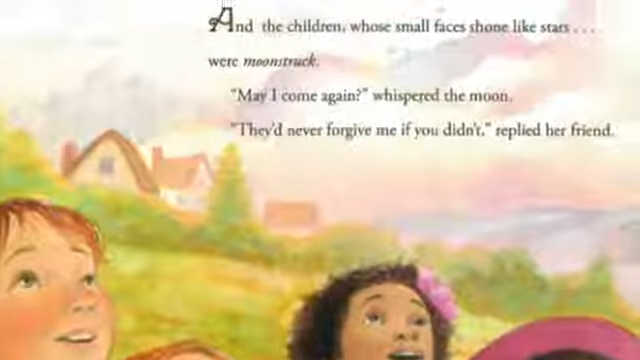 And the children, whose small faces shone like stars . . . .
were moonstruck.
"May I come again?" whispered the moon.
"They'd never forgive me if you didn't," replied her friend.